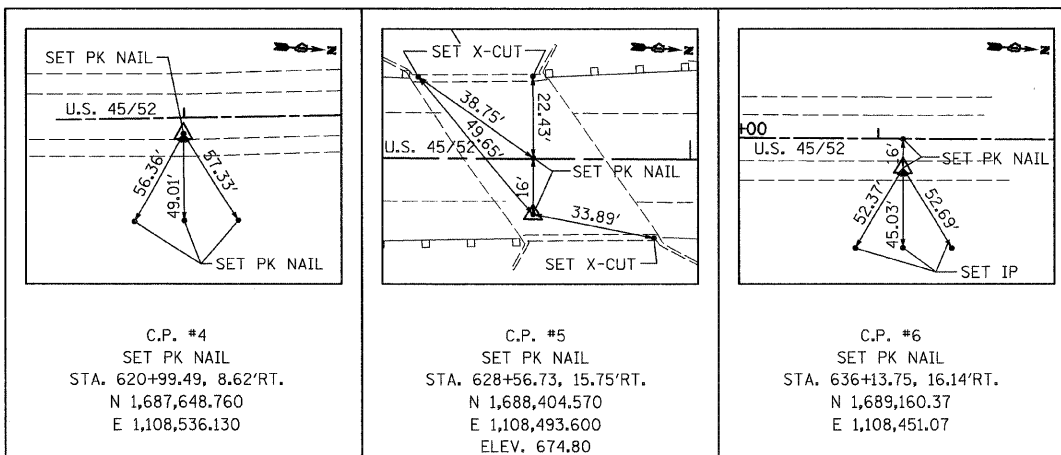 SET PK NAIL
N
U.S. 45/52
56.36'
49.01'
57.33'
SET PK NAIL
C.P. #4
SET PK NAIL
STA. 620+99.49, 8.62'RT.
N 1,687,648.760
E 1,108,536.130
SET X-CUT
N
38.75'
49.65'
22.43'
U.S. 45/52
SET PK NAIL
16'
33.89'
SET X-CUT
C.P. #5
SET PK NAIL
STA. 628+56.73, 15.75'RT.
N 1,688,404.570
E 1,108,493.600
ELEV. 674.80
N
+00
U.S. 45/52
16'
SET PK NAIL
52.37'
45.03'
52.69'
SET IP
C.P. #6
SET PK NAIL
STA. 636+13.75, 16.14'RT.
N 1,689,160.37
E 1,108,451.07